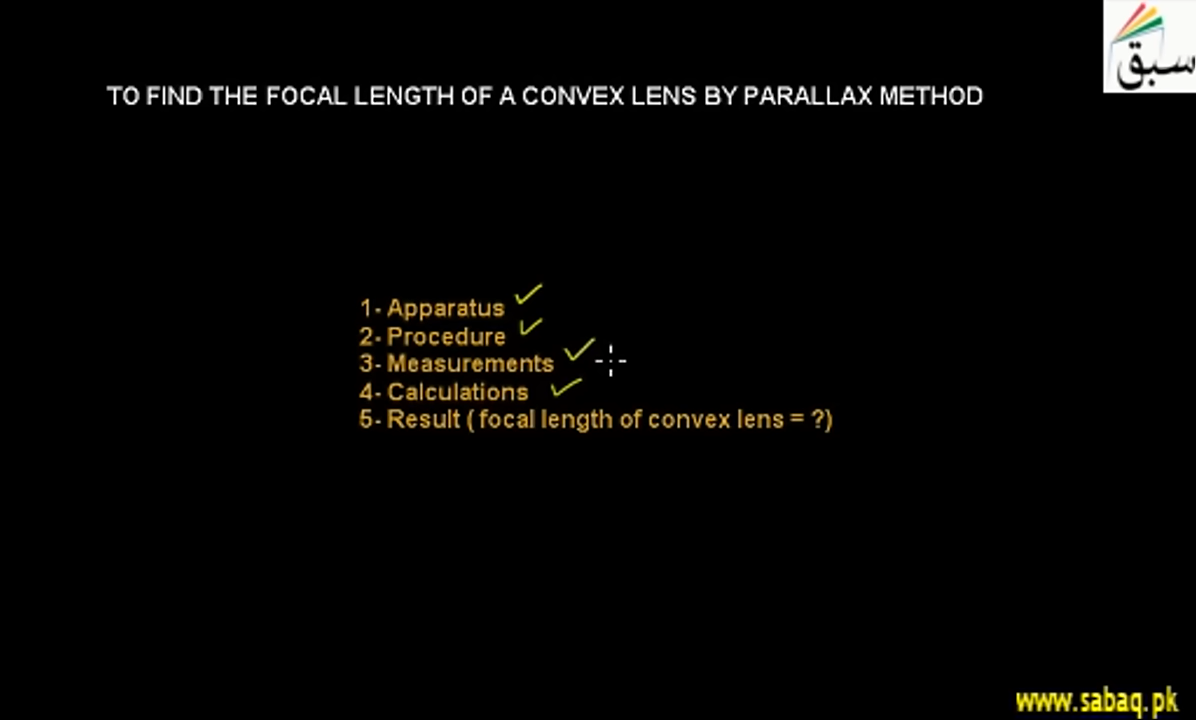 سبق
TO FIND THE FOCAL LENGTH OF A CONVEX LENS BY PARALLAX METHOD
1- Apparatus
2- Procedure
3- Measurements
4- Calculations
5- Result ( focal length of convex lens = ?)
www.sabaq.pk